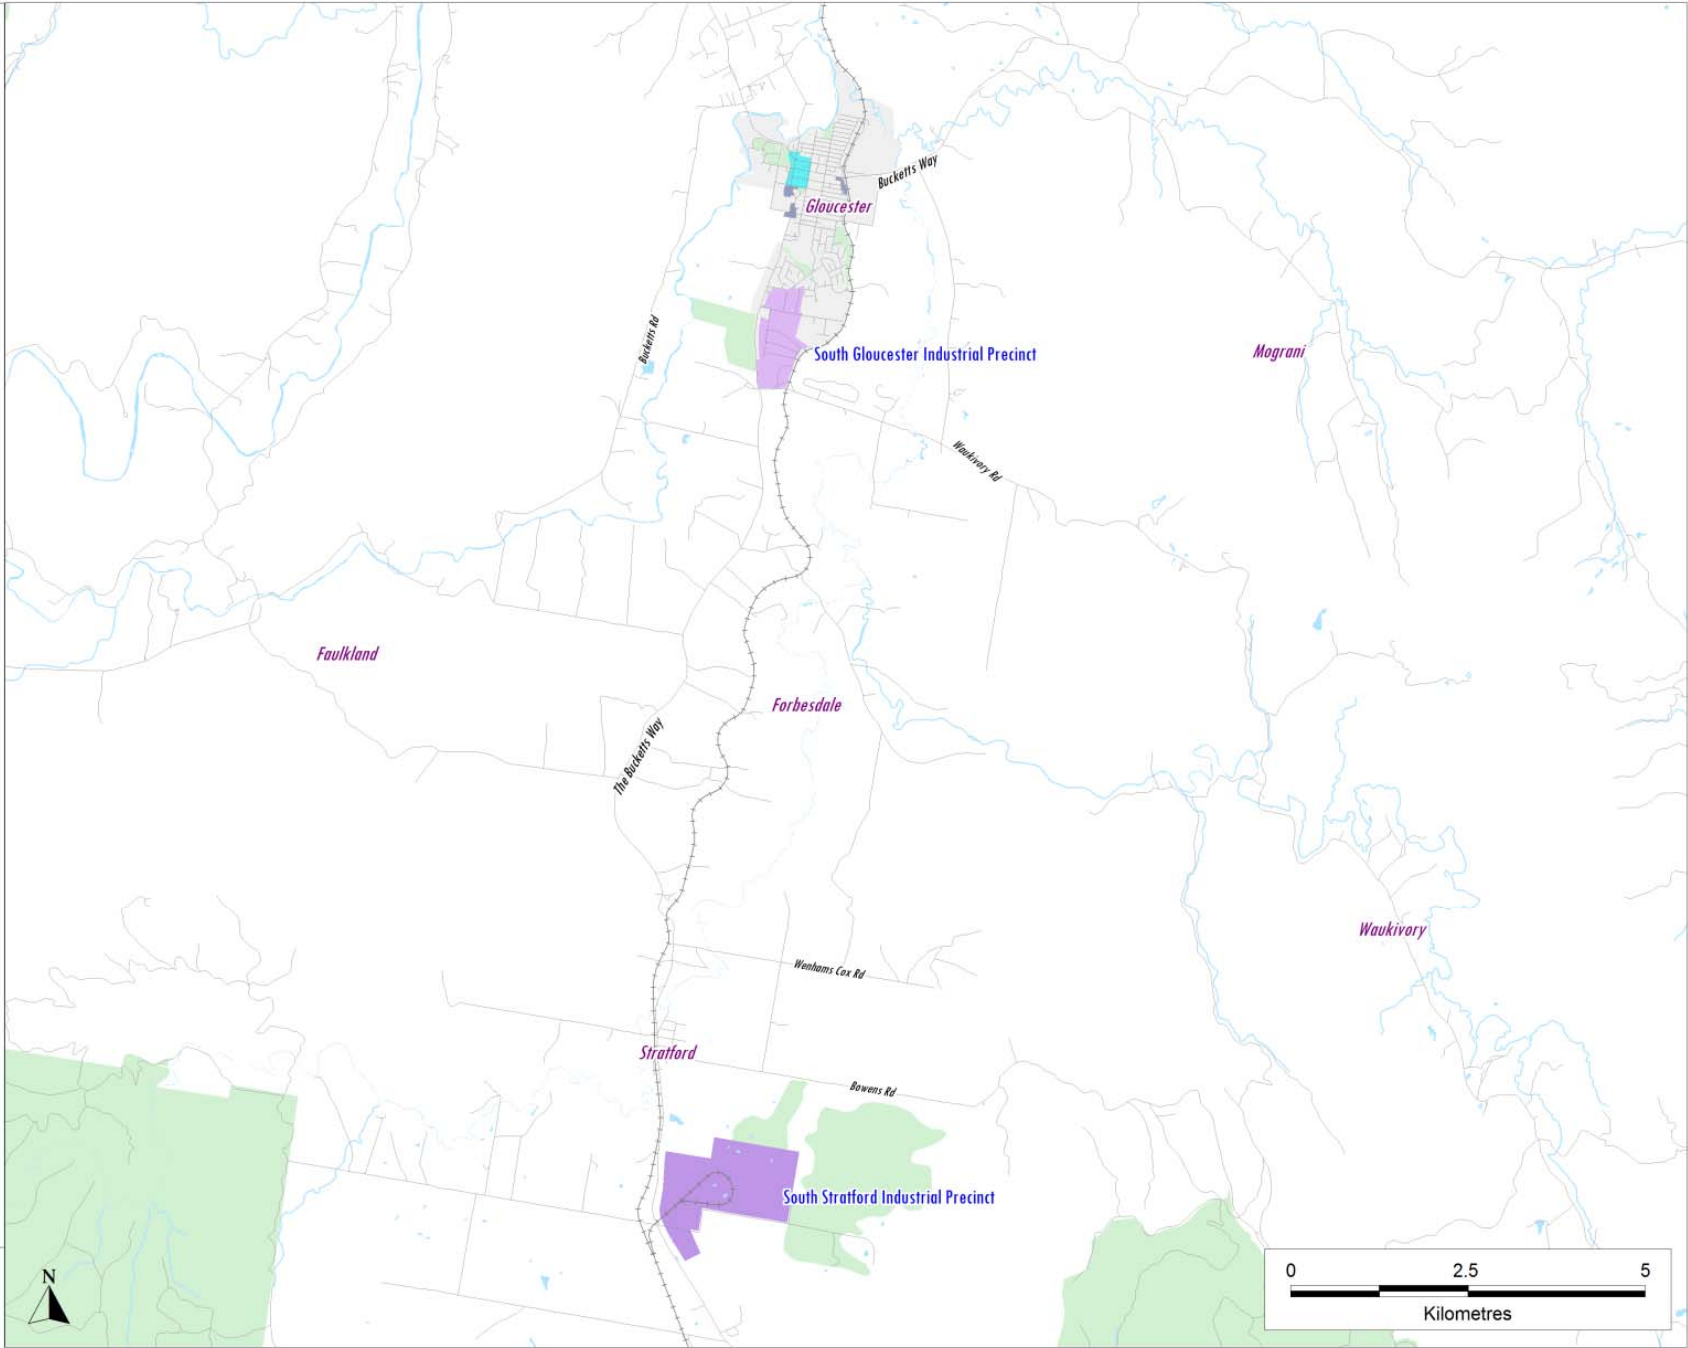 Bucketts Way
Gloucester
Bucketts Rd
South Gloucester Industrial Precinct
Mograni
Waukivory Rd
Faulkland
Forbesdale
The Bucketts Way
Waukivory
Wenhams Cox Rd
Stratford
Bowens Rd
South Stratford Industrial Precinct
N
0 2.5 5
Kilometres